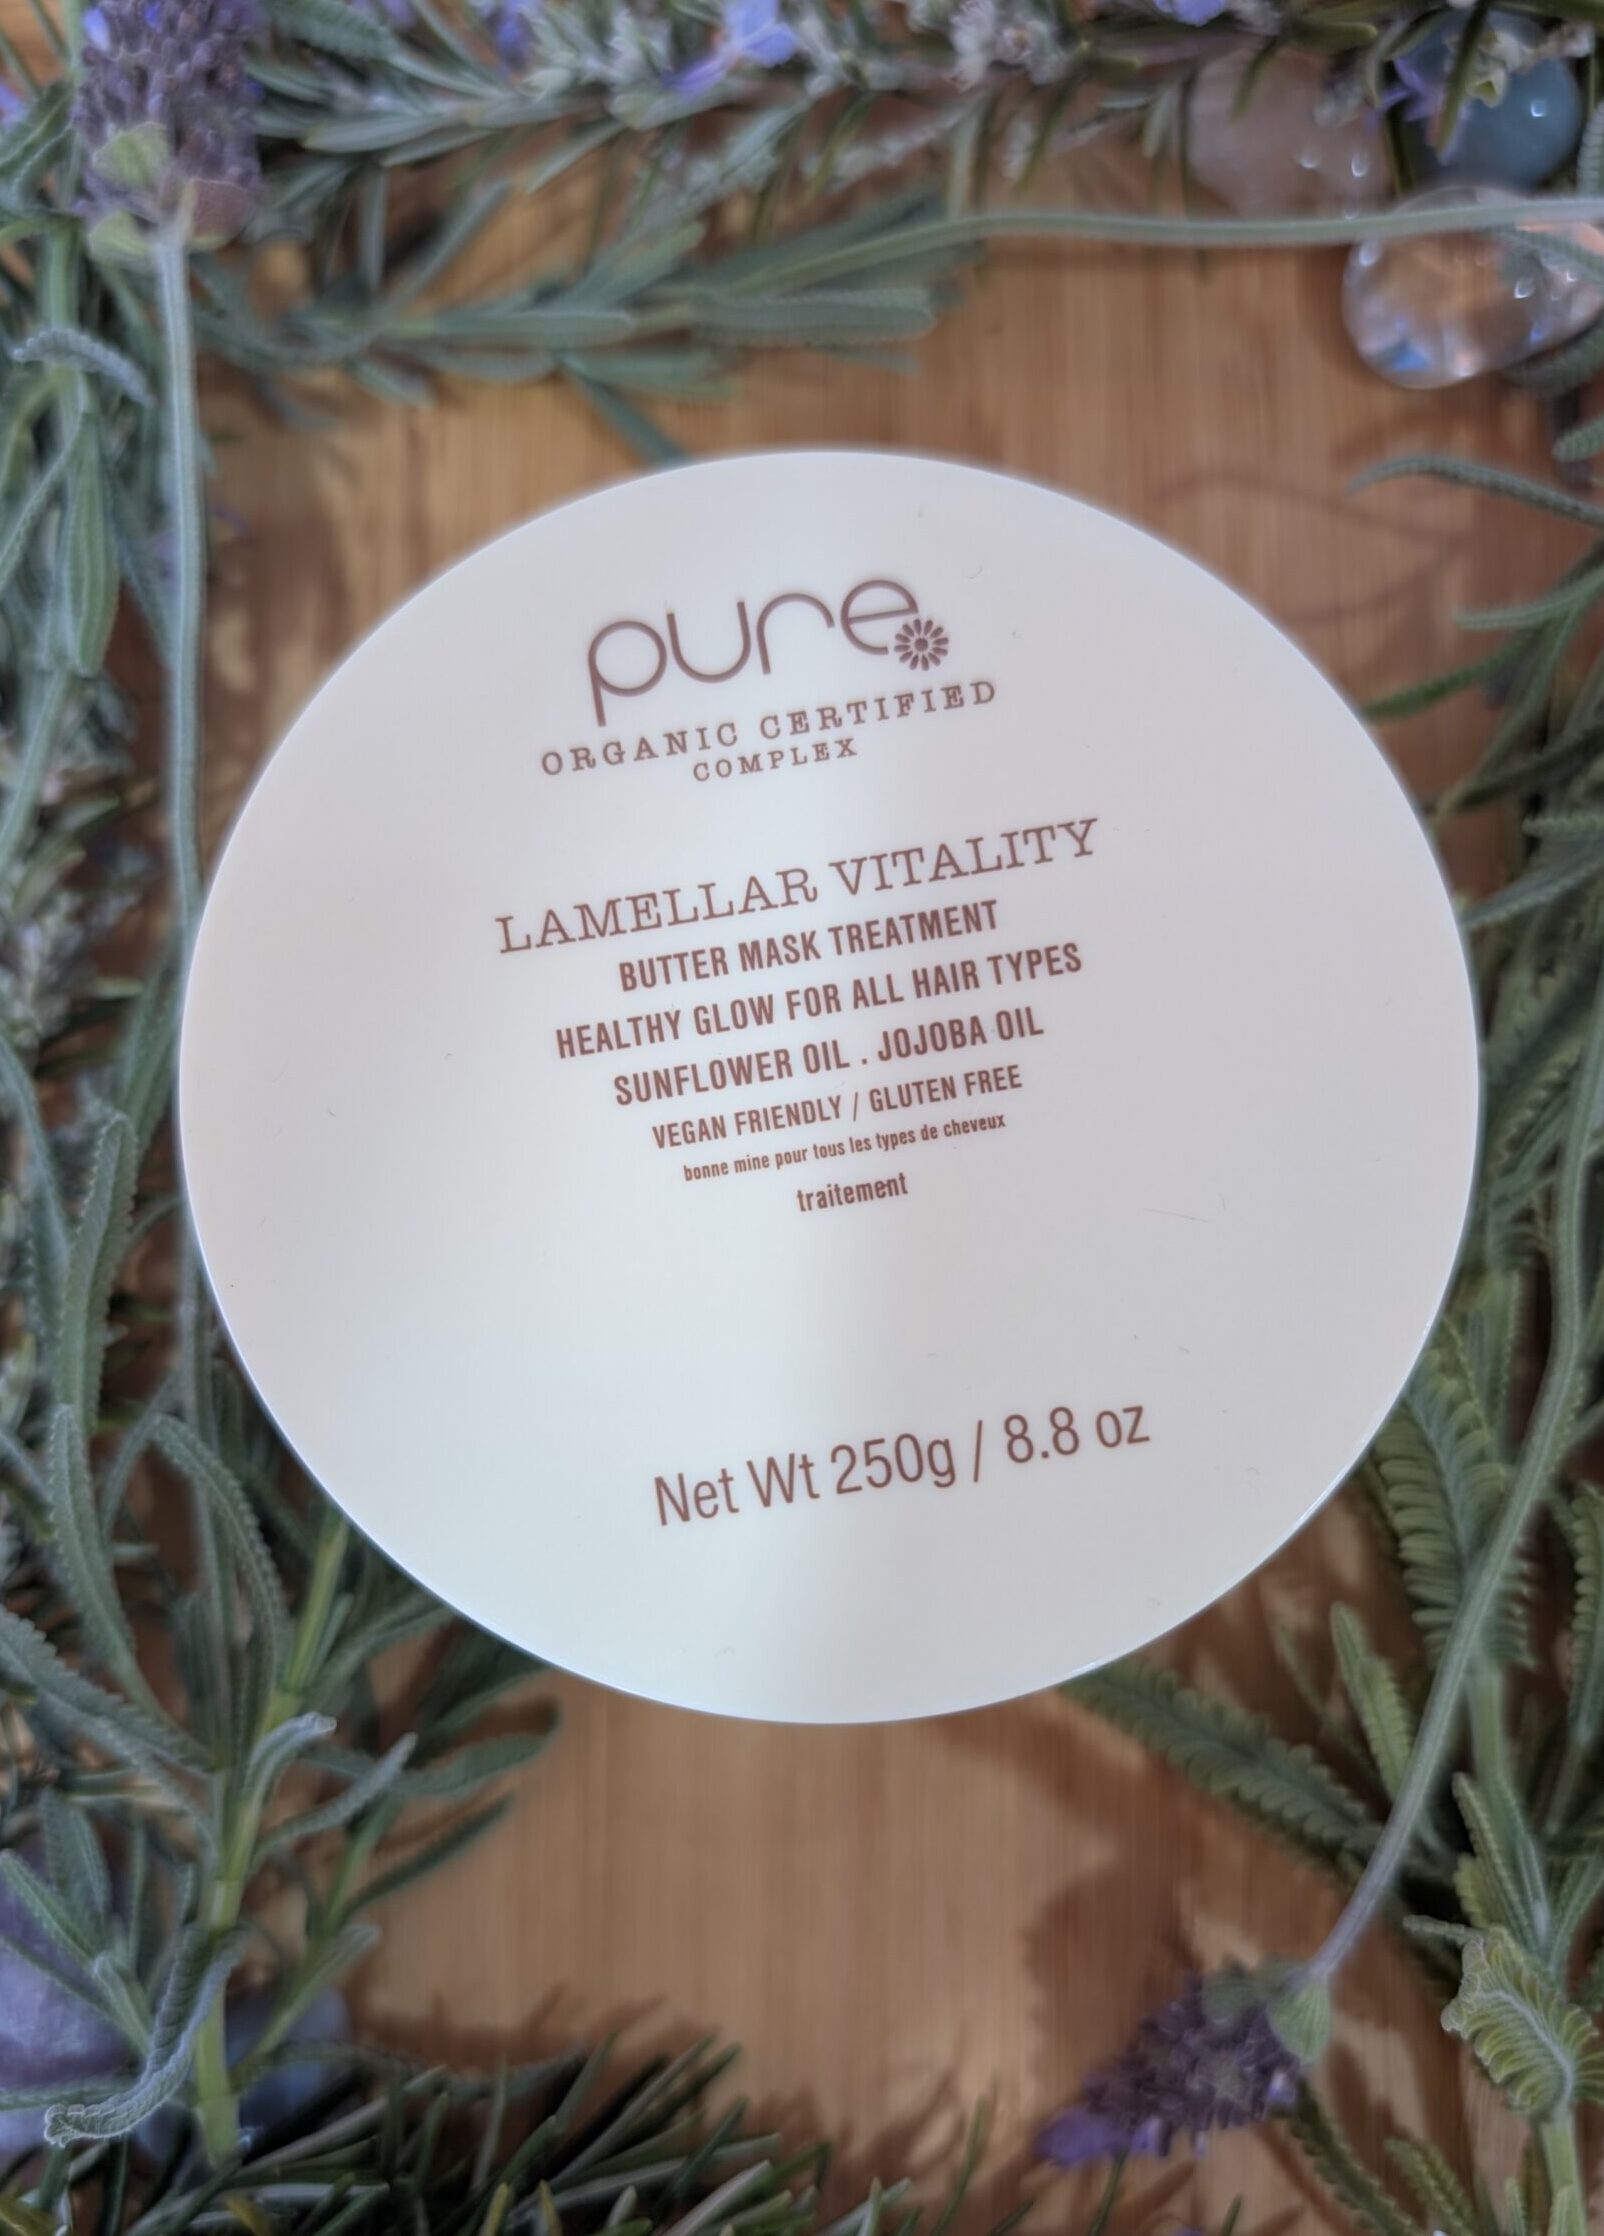 pure
ORGANIC CERTIFIED
COMPLEX
LAMELLAR VITALITY
BUTTER MASK TREATMENT
HEALTHY GLOW FOR ALL HAIR TYPES
SUNFLOWER OIL . JOJOBA OIL
VEGAN FRIENDLY / GLUTEN FREE
bonne mine pour tous les types de cheveux
traitement
Net Wt 250g / 8.8 oz